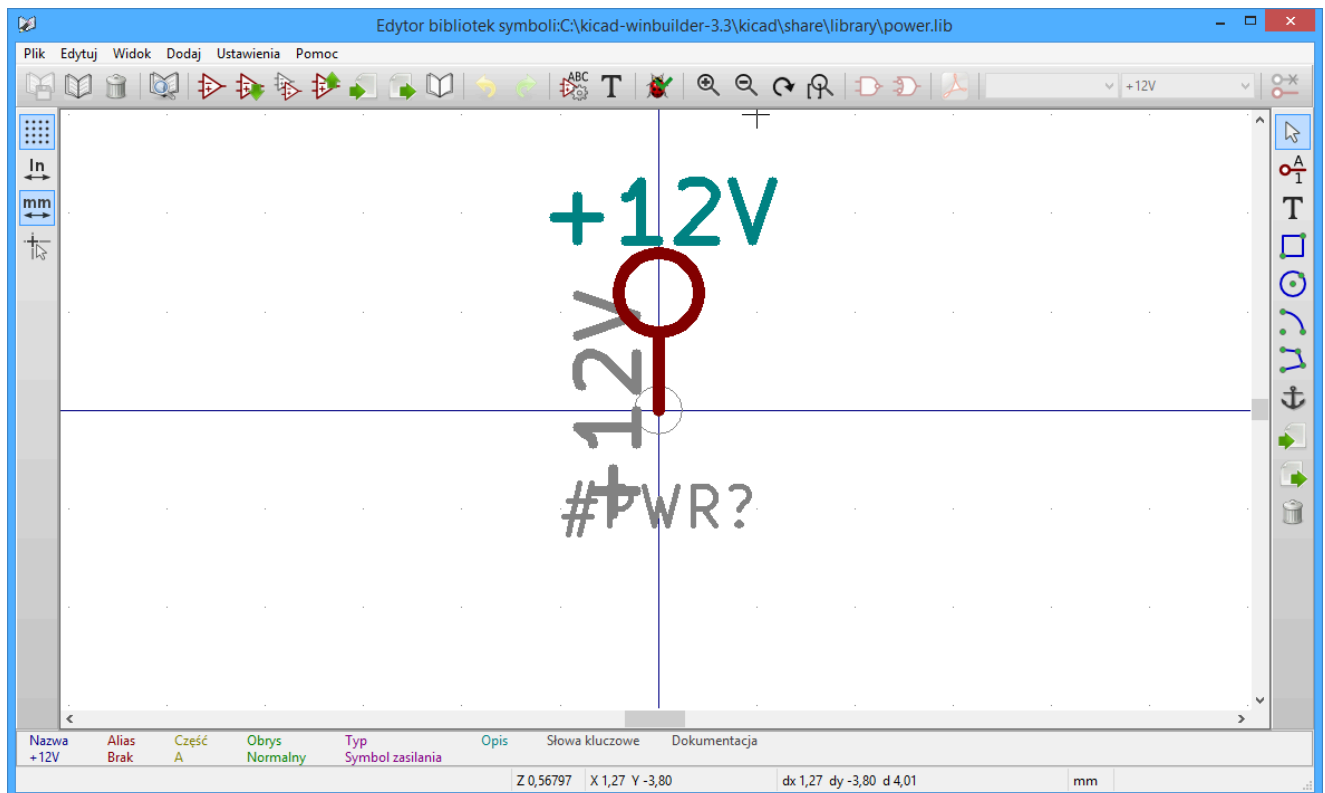 Edytor bibliotek symboli:C:\kicad-winbuilder-3.3\kicad\share\library\power.lib
Plik Edytuj Widok Dodaj Ustawienia Pomoc
ABC T +12V
In
mm
A
1
T
+12V
+12V
#PWR?
Nazwa Alias Część Obrys Typ Opis Słowa kluczowe Dokumentacja
+12V Brak A Normalny Symbol zasilania
Z 0,56797 X 1,27 Y -3,80 dx 1,27 dy -3,80 d 4,01 mm